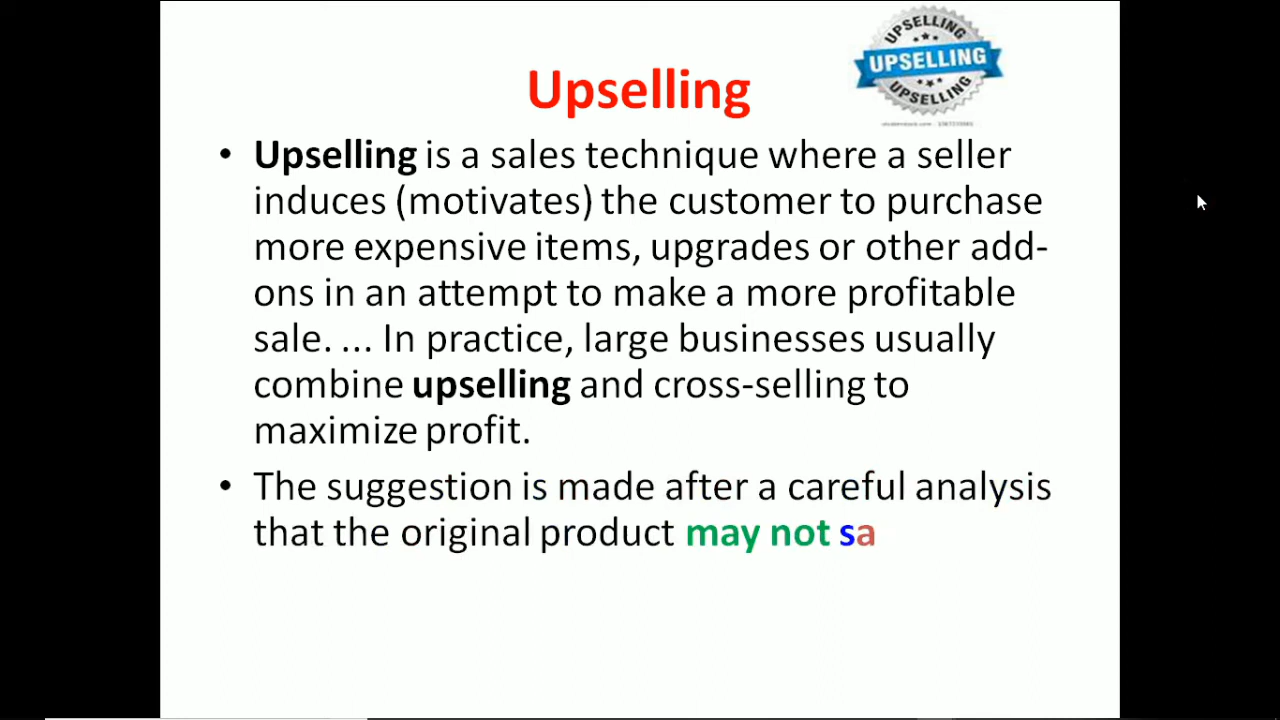 UPSELLING
UPSELLING
UPSELLING
Upselling
• Upselling is a sales technique where a seller
induces (motivates) the customer to purchase
more expensive items, upgrades or other add-
ons in an attempt to make a more profitable
sale. ... In practice, large businesses usually
combine upselling and cross-selling to
maximize profit.
• The suggestion is made after a careful analysis
that the original product may not sa